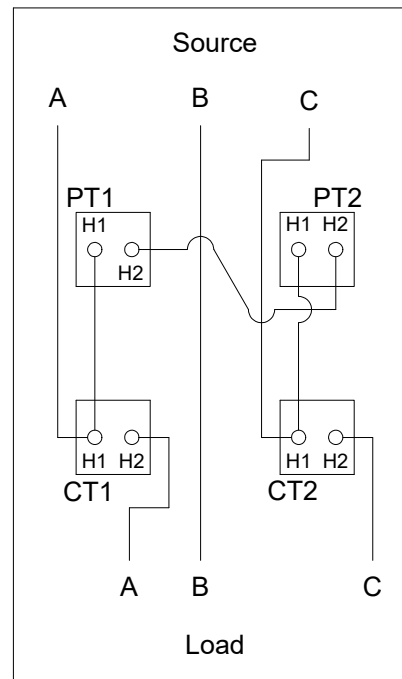 Source
A B C
PT1 PT2
H1 H1 H2
H2
H1 H2 H1 H2
CT1 CT2
A B C
Load